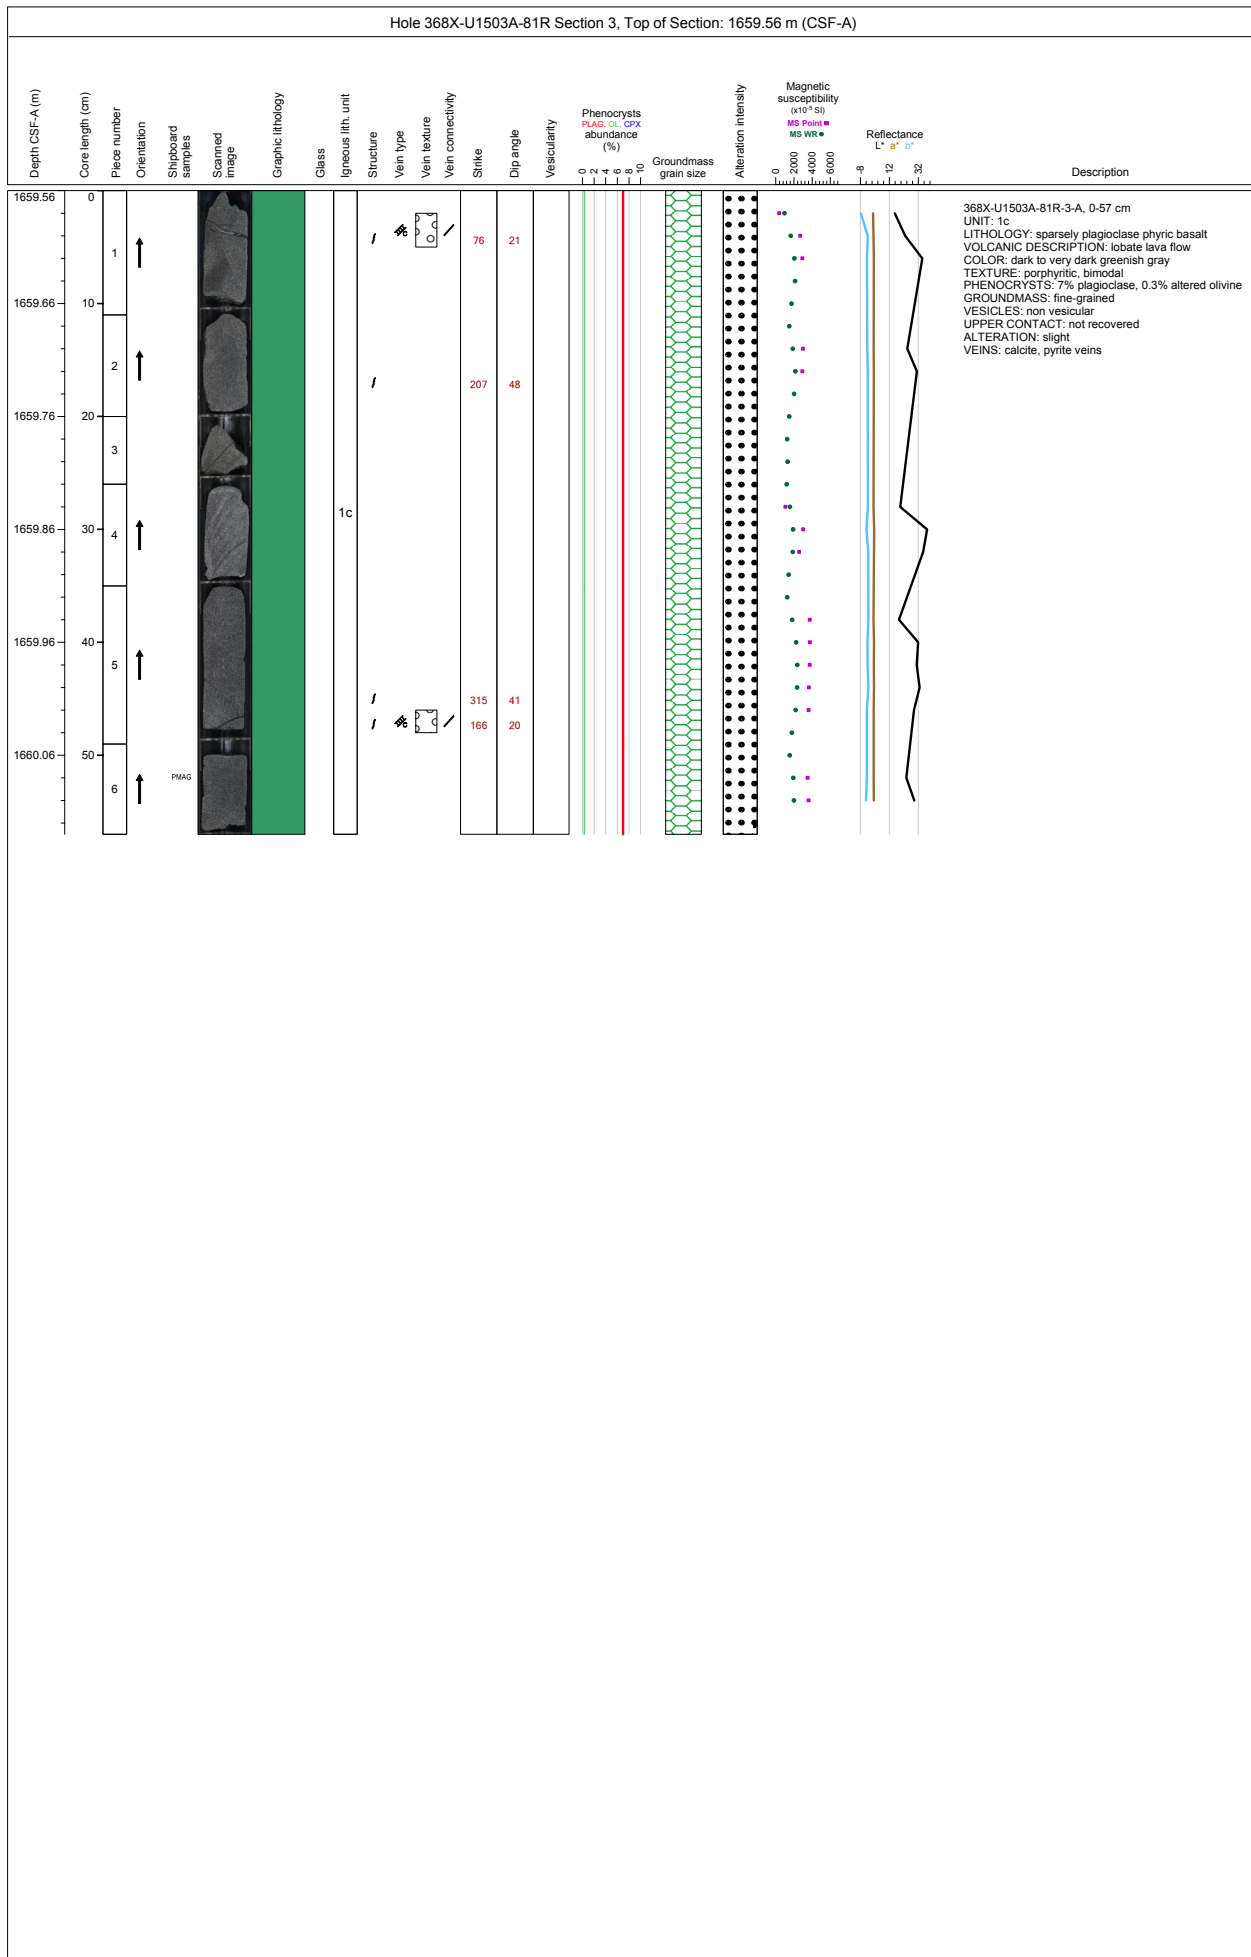 Hole 368X-U1503A-81R Section 3, Top of Section: 1659.56 m (CSF-A)
Depth CSF-A (m)
Core length (cm)
Piece number
Orientation
Shipboard
samples
Scanned
image
Graphic lithology
Glass
Igneous lith. unit
Structure
Vein type
Vein texture
Vein connectivity
Strike
Dip angle
Vesicularity
Phenocrysts
PLAG, OL, CPX
abundance
(%)
0 2 4 6 8 10
Groundmass
grain size
Alteration intensity
Magnetic
susceptibility
(x10⁻⁵ SI)
MS Point
MS WR
0 2000 4000 6000
Reflectance
L* a* b*
-8 12 32
Description
1659.56 0
1 76 21
1659.66 10
2 207 48
1659.76 20
3
1c
1659.86 30
4
1659.96 40
5
315 41
166 20
1660.06 50
PMAG
6
368X-U1503A-81R-3-A, 0-57 cm
UNIT: 1c
LITHOLOGY: sparsely plagioclase phyric basalt
VOLCANIC DESCRIPTION: lobate lava flow
COLOR: dark to very dark greenish gray
TEXTURE: porphyritic, bimodal
PHENOCRYSTS: 7% plagioclase, 0.3% altered olivine
GROUNDMASS: fine-grained
VESICLES: non vesicular
UPPER CONTACT: not recovered
ALTERATION: slight
VEINS: calcite, pyrite veins